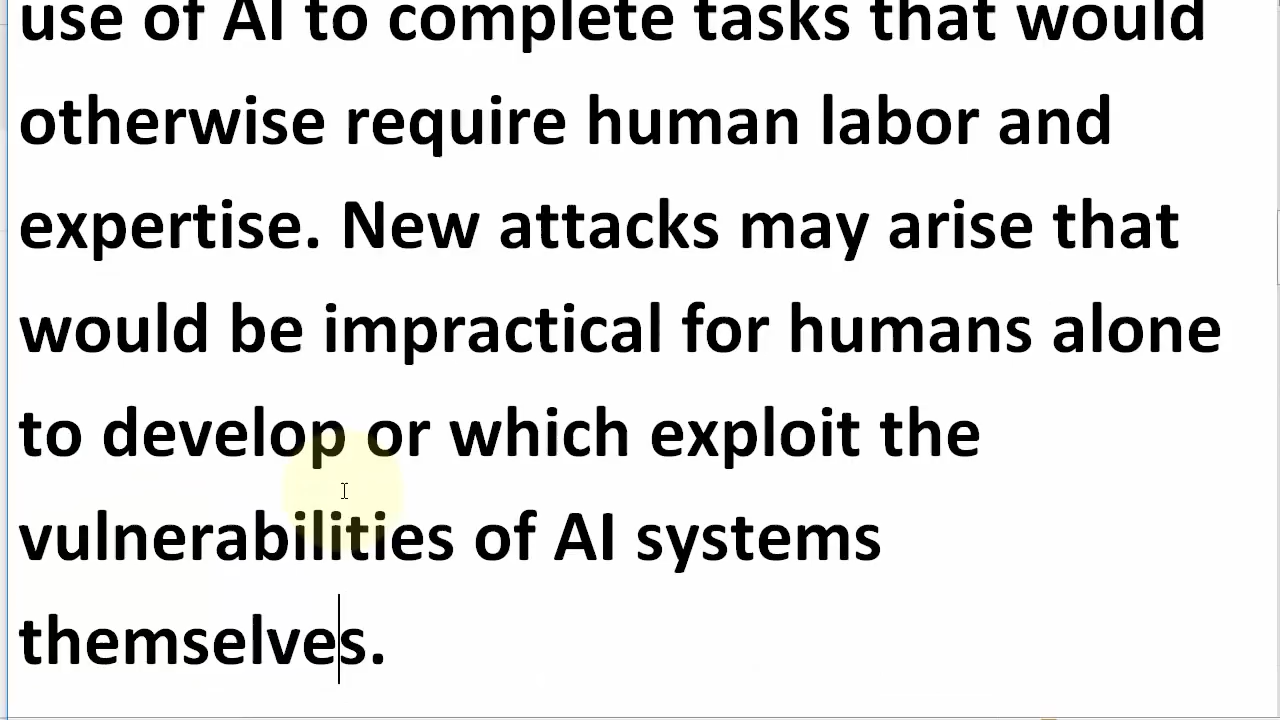 use of AI to complete tasks that would
otherwise require human labor and
expertise. New attacks may arise that
would be impractical for humans alone
to develop or which exploit the
vulnerabilities of AI systems
themselves.